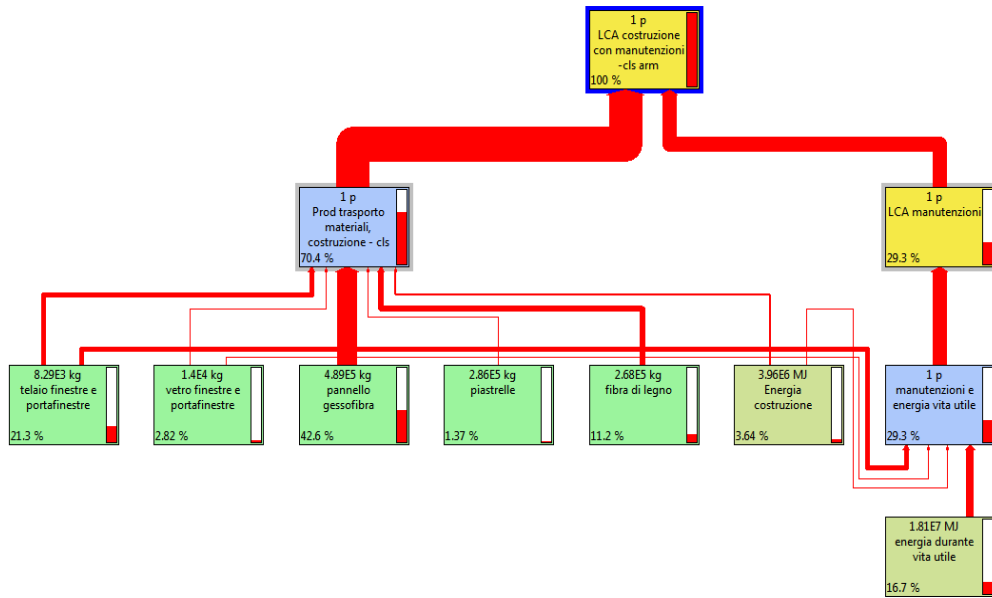 1 p
LCA costruzione
con manutenzioni
-cls arm
100 %
1 p
Prod trasporto
materiali,
costruzione - cls
70.4 %
1 p
LCA manutenzioni
29.3 %
8.29E3 kg
telaio finestre e
portafinestre
21.3 %
1.4E4 kg
vetro finestre e
portafinestre
2.82 %
4.89E5 kg
pannello
gessofibra
42.6 %
2.86E5 kg
piastrelle
1.37 %
2.68E5 kg
fibra di legno
11.2 %
3.96E6 MJ
Energia
costruzione
3.64 %
1 p
manutenzioni e
energia vita utile
29.3 %
1.81E7 MJ
energia durante
vita utile
16.7 %